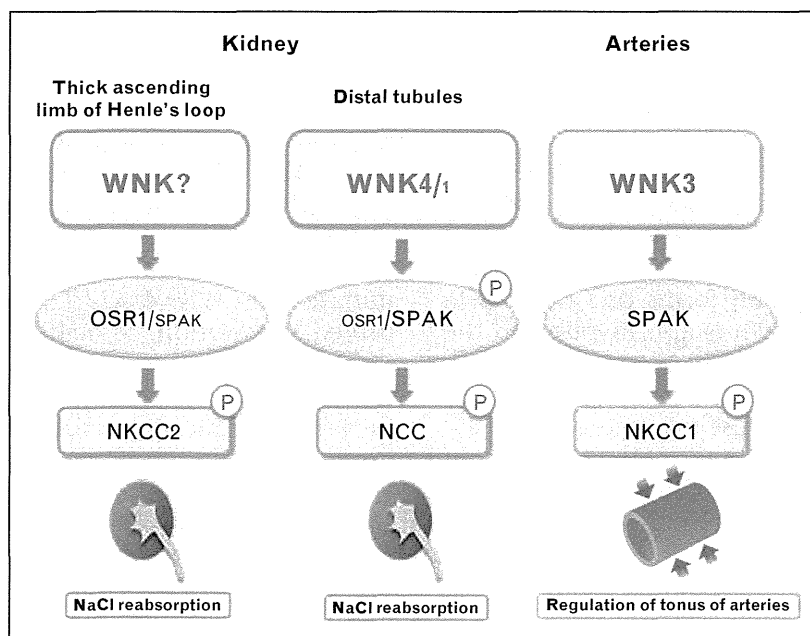 Kidney
Arteries
Thick ascending
limb of Henle's loop
Distal tubules
WNK?
WNK4/1
WNK3
OSR1/SPAK
P
OSR1/SPAK
SPAK
P
NKCC2
P
NCC
P
NKCC1
NaCl reabsorption
NaCl reabsorption
Regulation of tonus of arteries